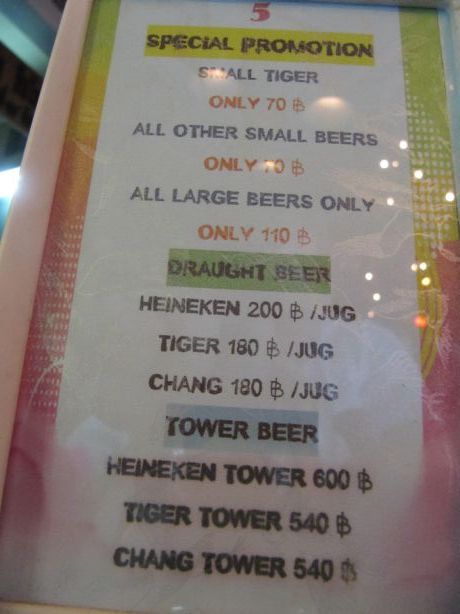 5
SPECIAL PROMOTION
SMALL TIGER
ONLY 70 ฿
ALL OTHER SMALL BEERS
ONLY 70 ฿
ALL LARGE BEERS ONLY
ONLY 110 ฿
DRAUGHT BEER
HEINEKEN 200 ฿ /JUG
TIGER 180 ฿ /JUG
CHANG 180 ฿ /JUG
TOWER BEER
HEINEKEN TOWER 600 ฿
TIGER TOWER 540 ฿
CHANG TOWER 540 ฿